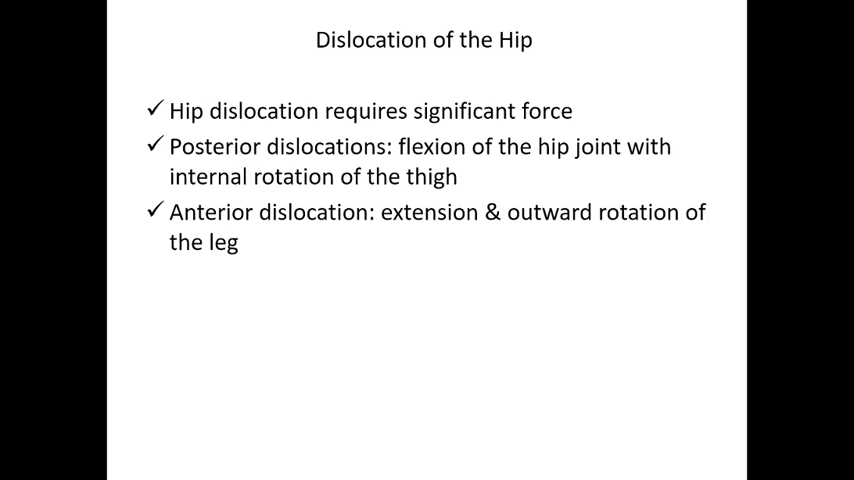 Dislocation of the Hip
✓ Hip dislocation requires significant force
✓ Posterior dislocations: flexion of the hip joint with
internal rotation of the thigh
✓ Anterior dislocation: extension & outward rotation of
the leg